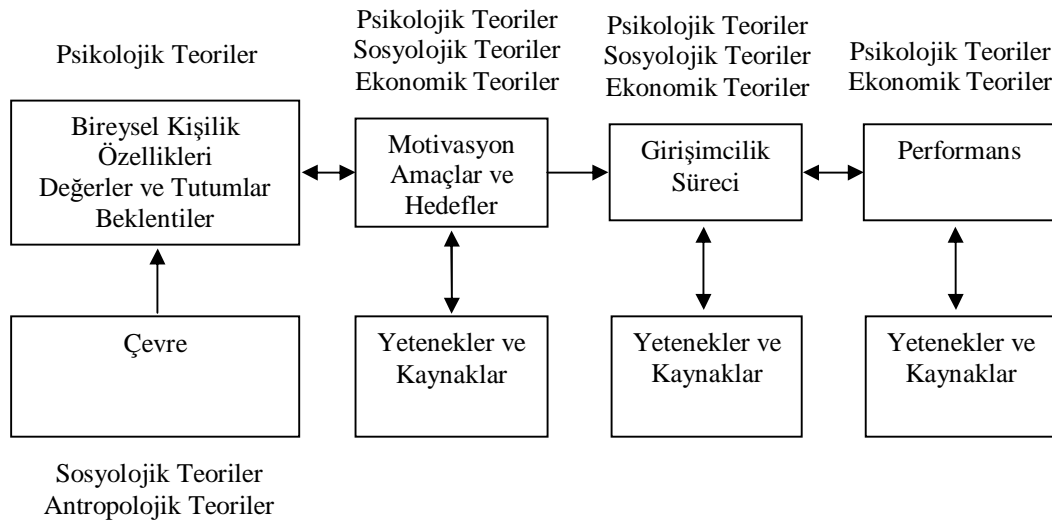 Psikolojik Teoriler
Psikolojik Teoriler
Sosyolojik Teoriler
Ekonomik Teoriler
Psikolojik Teoriler
Sosyolojik Teoriler
Ekonomik Teoriler
Psikolojik Teoriler
Ekonomik Teoriler
Bireysel Kişilik
Özellikleri
Değerler ve Tutumlar
Beklentiler
Motivasyon
Amaçlar ve
Hedefler
Girişimcilik
Süreci
Performans
Çevre
Yetenekler ve
Kaynaklar
Yetenekler ve
Kaynaklar
Yetenekler ve
Kaynaklar
Sosyolojik Teoriler
Antropolojik Teoriler